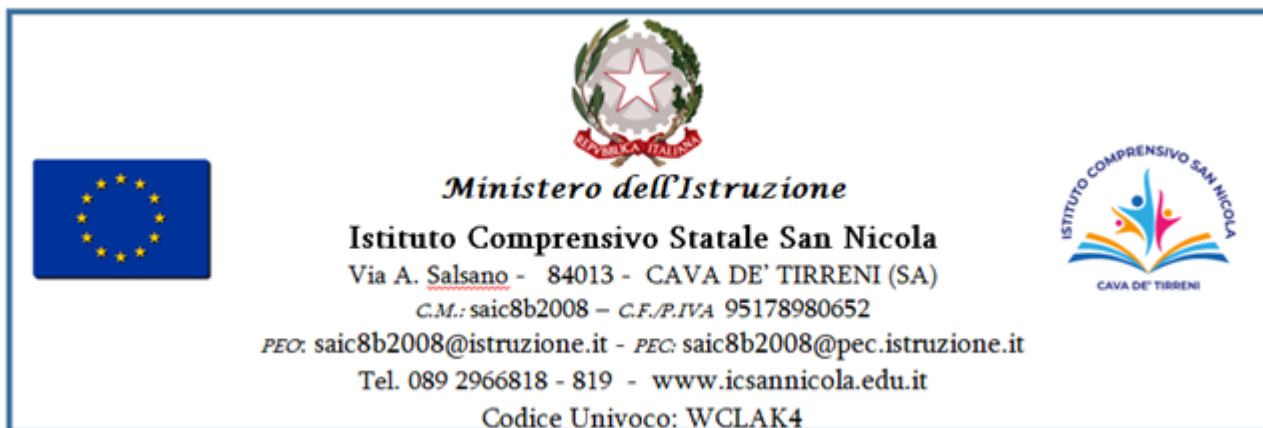 REPVBBLICA ITALIANA
Ministero dell'Istruzione
Istituto Comprensivo Statale San Nicola
Via A. Salsano - 84013 - CAVA DE' TIRRENI (SA)
C.M.: saic8b2008 – C.F./P.IVA 95178980652
PEO: saic8b2008@istruzione.it - PEC: saic8b2008@pec.istruzione.it
Tel. 089 2966818 - 819 - www.icsannicola.edu.it
Codice Univoco: WCLAK4
ISTITUTO COMPRENSIVO SAN NICOLA
CAVA DE' TIRRENI